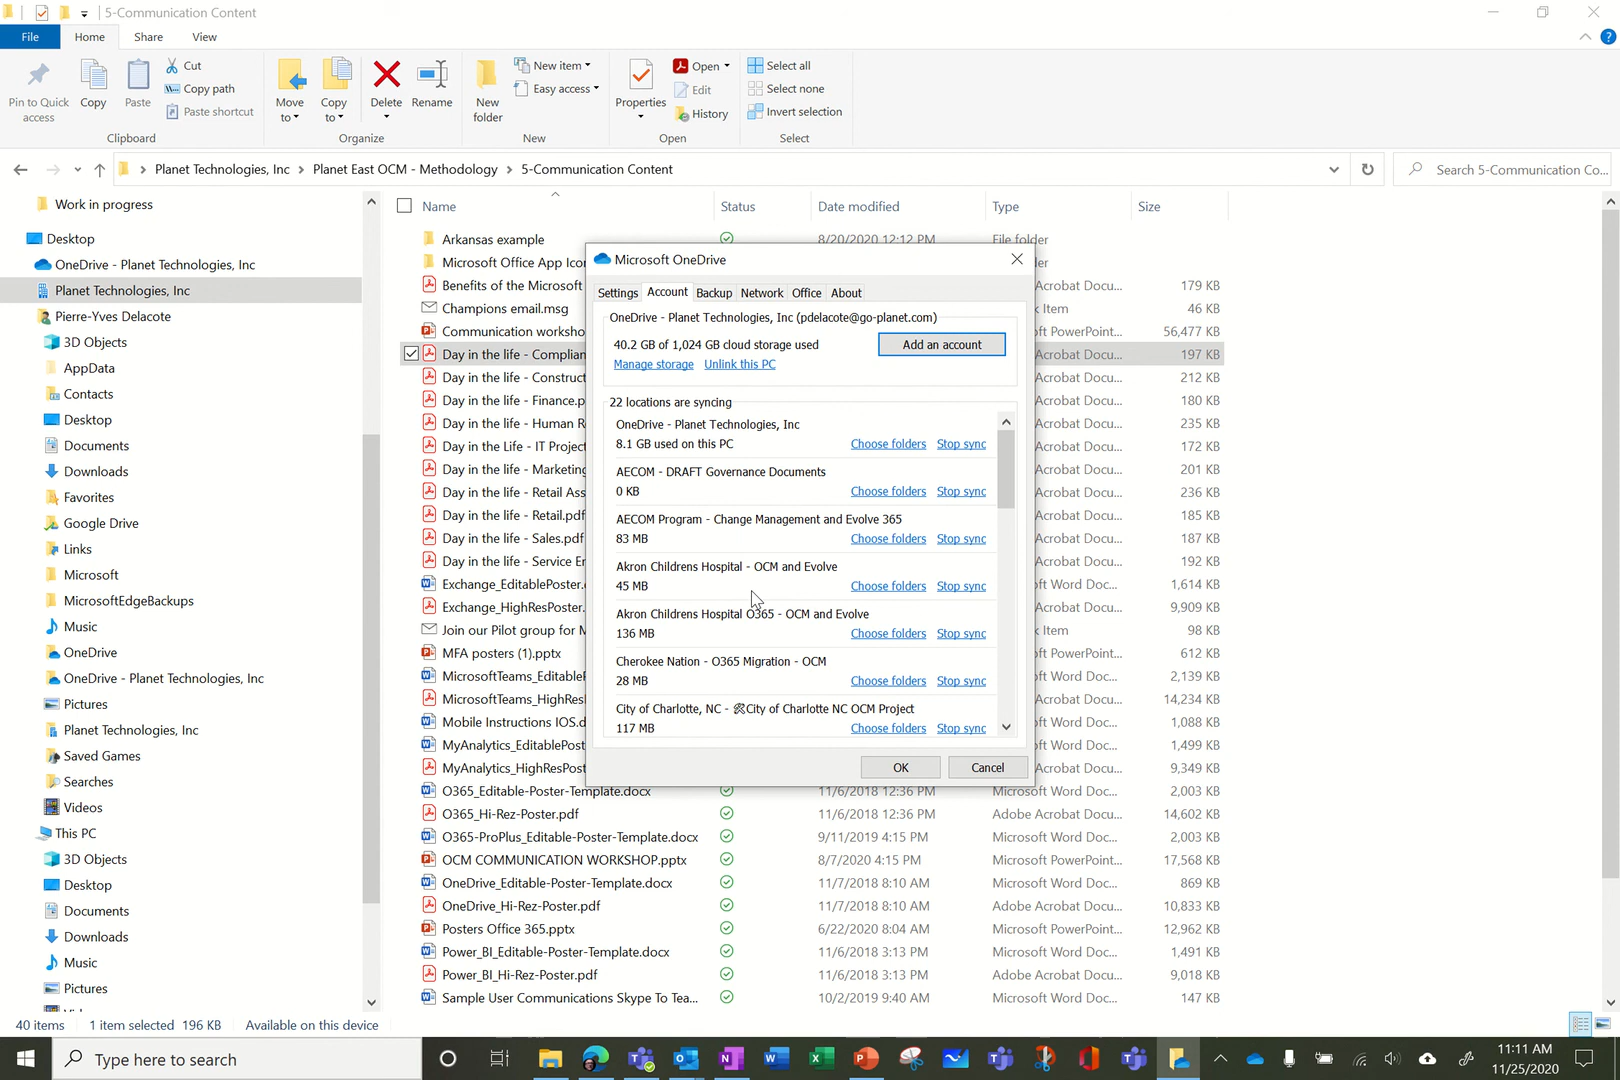 5-Communication Content
File
Home
Share
View
Pin to Quick access
Copy
Paste
Cut
Copy path
Paste shortcut
Clipboard
Move to
Copy to
Delete
Rename
Organize
New folder
New item
Easy access
New
Properties
Open
Edit
History
Open
Select all
Select none
Invert selection
Select
Planet Technologies, Inc
Planet East OCM - Methodology
5-Communication Content
Search 5-Communication Co...
Work in progress
Desktop
OneDrive - Planet Technologies, Inc
Planet Technologies, Inc
Pierre-Yves Delacote
3D Objects
AppData
Contacts
Desktop
Documents
Downloads
Favorites
Google Drive
Links
Microsoft
MicrosoftEdgeBackups
Music
OneDrive
OneDrive - Planet Technologies, Inc
Pictures
Planet Technologies, Inc
Saved Games
Searches
Videos
This PC
3D Objects
Desktop
Documents
Downloads
Music
Pictures
Name Status Date modified Type Size
Arkansas example 8/20/2020 12:12 PM File folder
Microsoft Office App Ico
Benefits of the Microsoft Acrobat Docu... 179 KB
Champions email.msg k Item 46 KB
Communication worksho oft PowerPoint... 56,477 KB
Day in the life - Complian Acrobat Docu... 197 KB
Day in the life - Construct Acrobat Docu... 212 KB
Day in the life - Finance.p Acrobat Docu... 180 KB
Day in the life - Human R Acrobat Docu... 235 KB
Day in the Life - IT Project Acrobat Docu... 172 KB
Day in the life - Marketing Acrobat Docu... 201 KB
Day in the life - Retail Ass Acrobat Docu... 236 KB
Day in the life - Retail.pdf Acrobat Docu... 185 KB
Day in the life - Sales.pdf Acrobat Docu... 187 KB
Day in the life - Service En Acrobat Docu... 192 KB
Exchange_EditablePoster. oft Word Doc... 1,614 KB
Exchange_HighResPoster. Acrobat Docu... 9,909 KB
Join our Pilot group for M k Item 98 KB
MFA posters (1).pptx oft PowerPoint... 612 KB
MicrosoftTeams_EditableF oft Word Doc... 2,139 KB
MicrosoftTeams_HighResF Acrobat Docu... 14,234 KB
Mobile Instructions IOS.d oft Word Doc... 1,088 KB
MyAnalytics_EditablePost oft Word Doc... 1,499 KB
MyAnalytics_HighResPost Acrobat Docu... 9,349 KB
O365_Editable-Poster-Template.docx 11/6/2018 12:36 PM Microsoft Word Doc... 2,003 KB
O365_Hi-Rez-Poster.pdf 11/6/2018 12:36 PM Adobe Acrobat Docu... 14,602 KB
O365-ProPlus_Editable-Poster-Template.docx 9/11/2019 4:15 PM Microsoft Word Doc... 2,003 KB
OCM COMMUNICATION WORKSHOP.pptx 8/7/2020 4:15 PM Microsoft PowerPoint... 17,568 KB
OneDrive_Editable-Poster-Template.docx 11/7/2018 8:10 AM Microsoft Word Doc... 869 KB
OneDrive_Hi-Rez-Poster.pdf 11/7/2018 8:10 AM Adobe Acrobat Docu... 10,833 KB
Posters Office 365.pptx 6/22/2020 8:04 AM Microsoft PowerPoint... 12,962 KB
Power_BI_Editable-Poster-Template.docx 11/6/2018 3:13 PM Microsoft Word Doc... 1,491 KB
Power_BI_Hi-Rez-Poster.pdf 11/6/2018 3:13 PM Adobe Acrobat Docu... 9,018 KB
Sample User Communications Skype To Tea... 10/2/2019 9:40 AM Microsoft Word Doc... 147 KB
Microsoft OneDrive
Settings Account Backup Network Office About
OneDrive - Planet Technologies, Inc (pdelacote@go-planet.com)
40.2 GB of 1,024 GB cloud storage used
Add an account
Manage storage Unlink this PC
22 locations are syncing
OneDrive - Planet Technologies, Inc
8.1 GB used on this PC Choose folders Stop sync
AECOM - DRAFT Governance Documents
0 KB Choose folders Stop sync
AECOM Program - Change Management and Evolve 365
83 MB Choose folders Stop sync
Akron Childrens Hospital - OCM and Evolve
45 MB Choose folders Stop sync
Akron Childrens Hospital O365 - OCM and Evolve
136 MB Choose folders Stop sync
Cherokee Nation - O365 Migration - OCM
28 MB Choose folders Stop sync
City of Charlotte, NC - 🛠City of Charlotte NC OCM Project
117 MB Choose folders Stop sync
OK Cancel
40 items 1 item selected 196 KB Available on this device
Type here to search
11:11 AM
11/25/2020